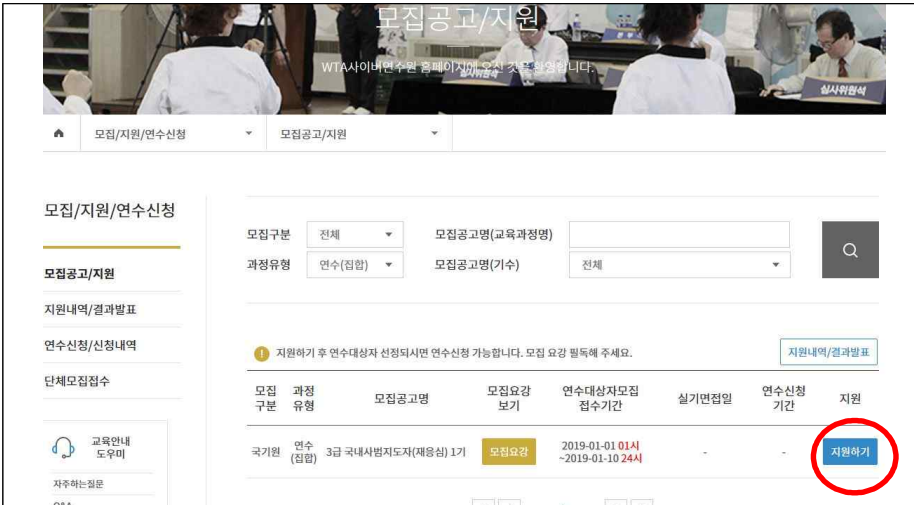 모집공고/지원
WTA사이버연수원 홈페이지에 오신 것을 환영합니다.
심사위원석
모집/지원/연수신청
모집공고/지원
모집/지원/연수신청
모집공고/지원
지원내역/결과발표
연수신청/신청내역
단체모집접수
교육안내
도우미
자주하는질문
모집구분 전체 모집공고명(교육과정명)
과정유형 연수(집합) 모집공고명(기수) 전체
지원하기 후 연수대상자 선정되시면 연수신청 가능합니다. 모집 요강 필독해 주세요.
지원내역/결과발표
모집 과정 모집공고명 모집요강 연수대상자모집 실기면접일 연수신청 지원
구분 유형 보기 접수기간 기간
국기원 연수 3급 국내사범지도자(재응심) 1기 모집요강 2019-01-01 01시 - - 지원하기
(집합) ~2019-01-10 24시